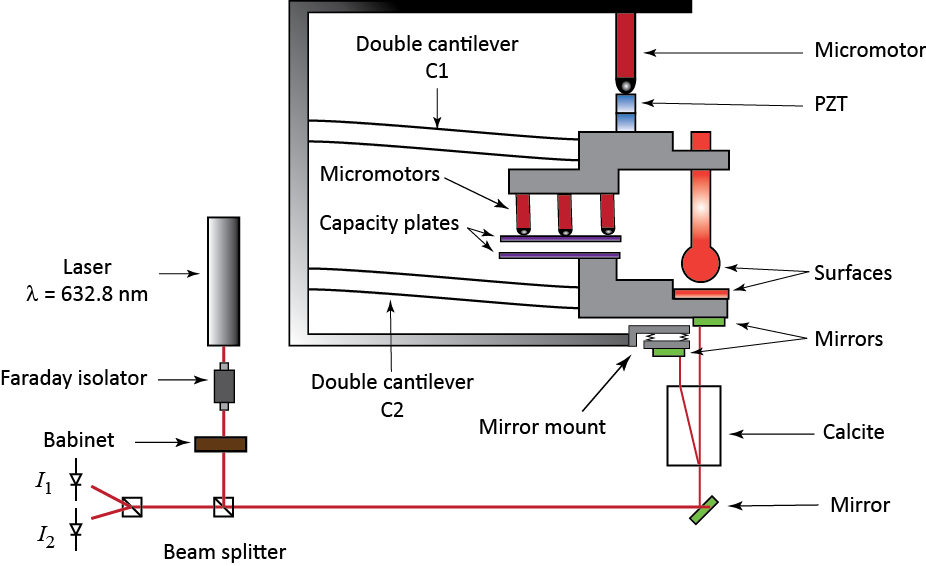 Double cantilever
C1
Micromotor
PZT
Micromotors
Capacity plates
Laser
λ = 632.8 nm
Surfaces
Mirrors
Faraday isolator
Double cantilever
C2
Mirror mount
Babinet
Calcite
I1
I2
Mirror
Beam splitter